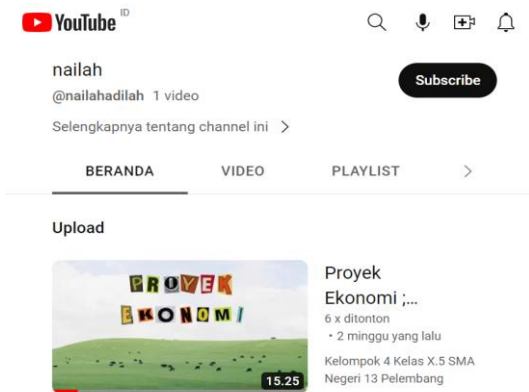 YouTube ID
nailah
Subscribe
@nailahadilah 1 video
Selengkapnya tentang channel ini
BERANDA VIDEO PLAYLIST
Upload
PROYEK
EKONOMI
15.25
Proyek
Ekonomi ;...
6 x ditonton
• 2 minggu yang lalu
Kelompok 4 Kelas X.5 SMA
Negeri 13 Pelembang